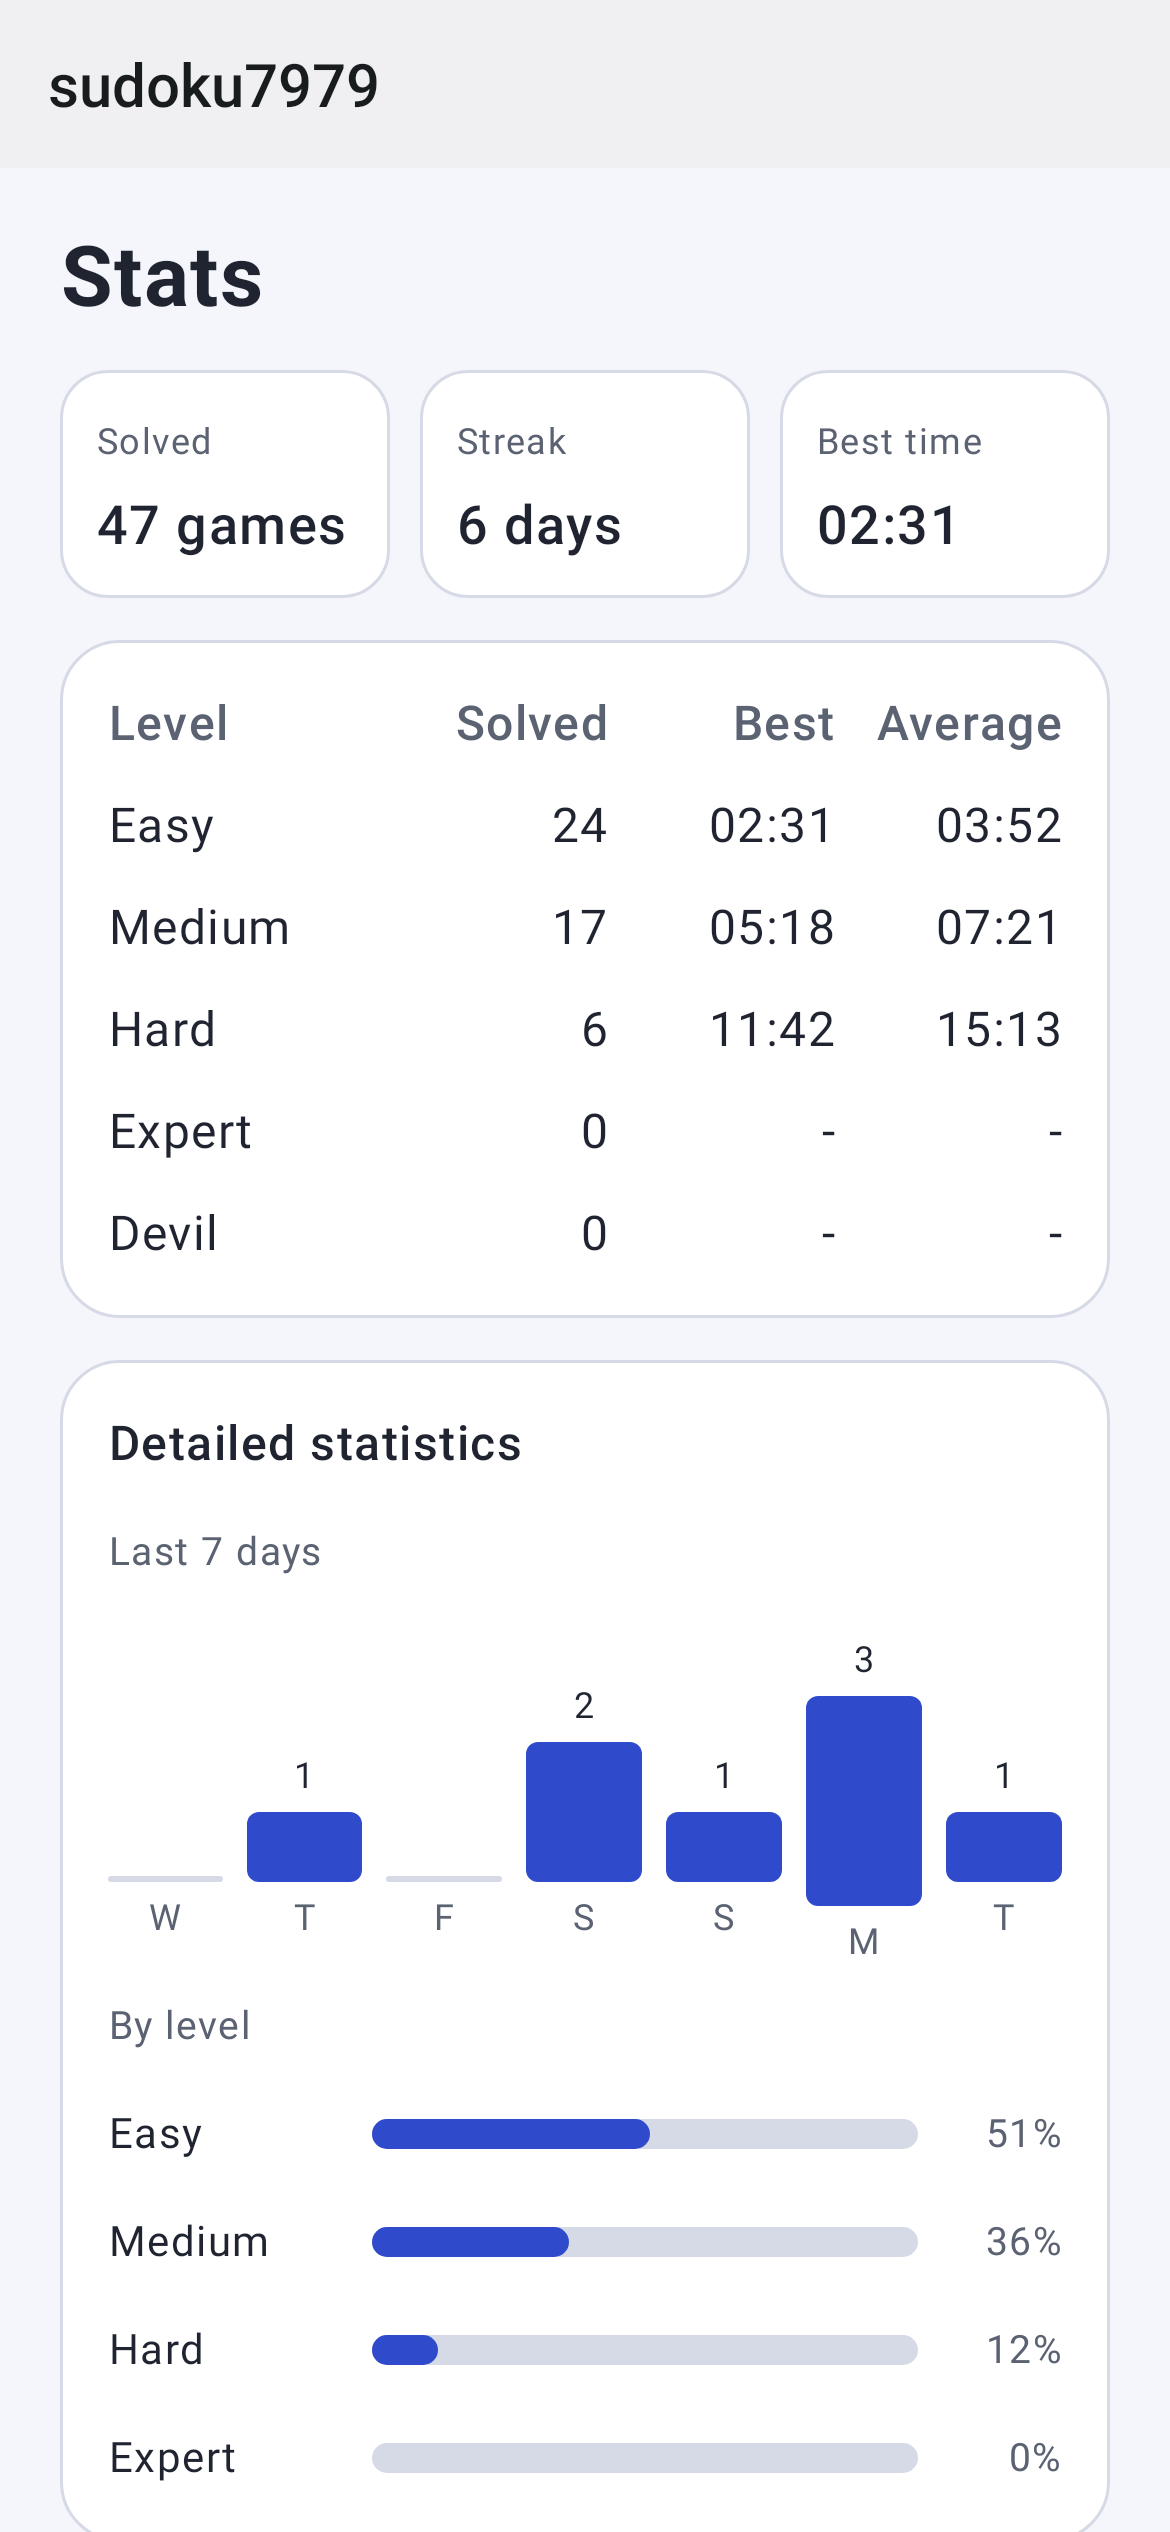 sudoku7979
Stats
Solved Streak Best time
47 games 6 days 02:31
Level Solved Best Average
Easy 24 02:31 03:52
Medium 17 05:18 07:21
Hard 6 11:42 15:13
Expert 0 - -
Devil 0 - -
Detailed statistics
Last 7 days
1 2 1 3 1
W T F S S M T
By level
Easy 51%
Medium 36%
Hard 12%
Expert 0%